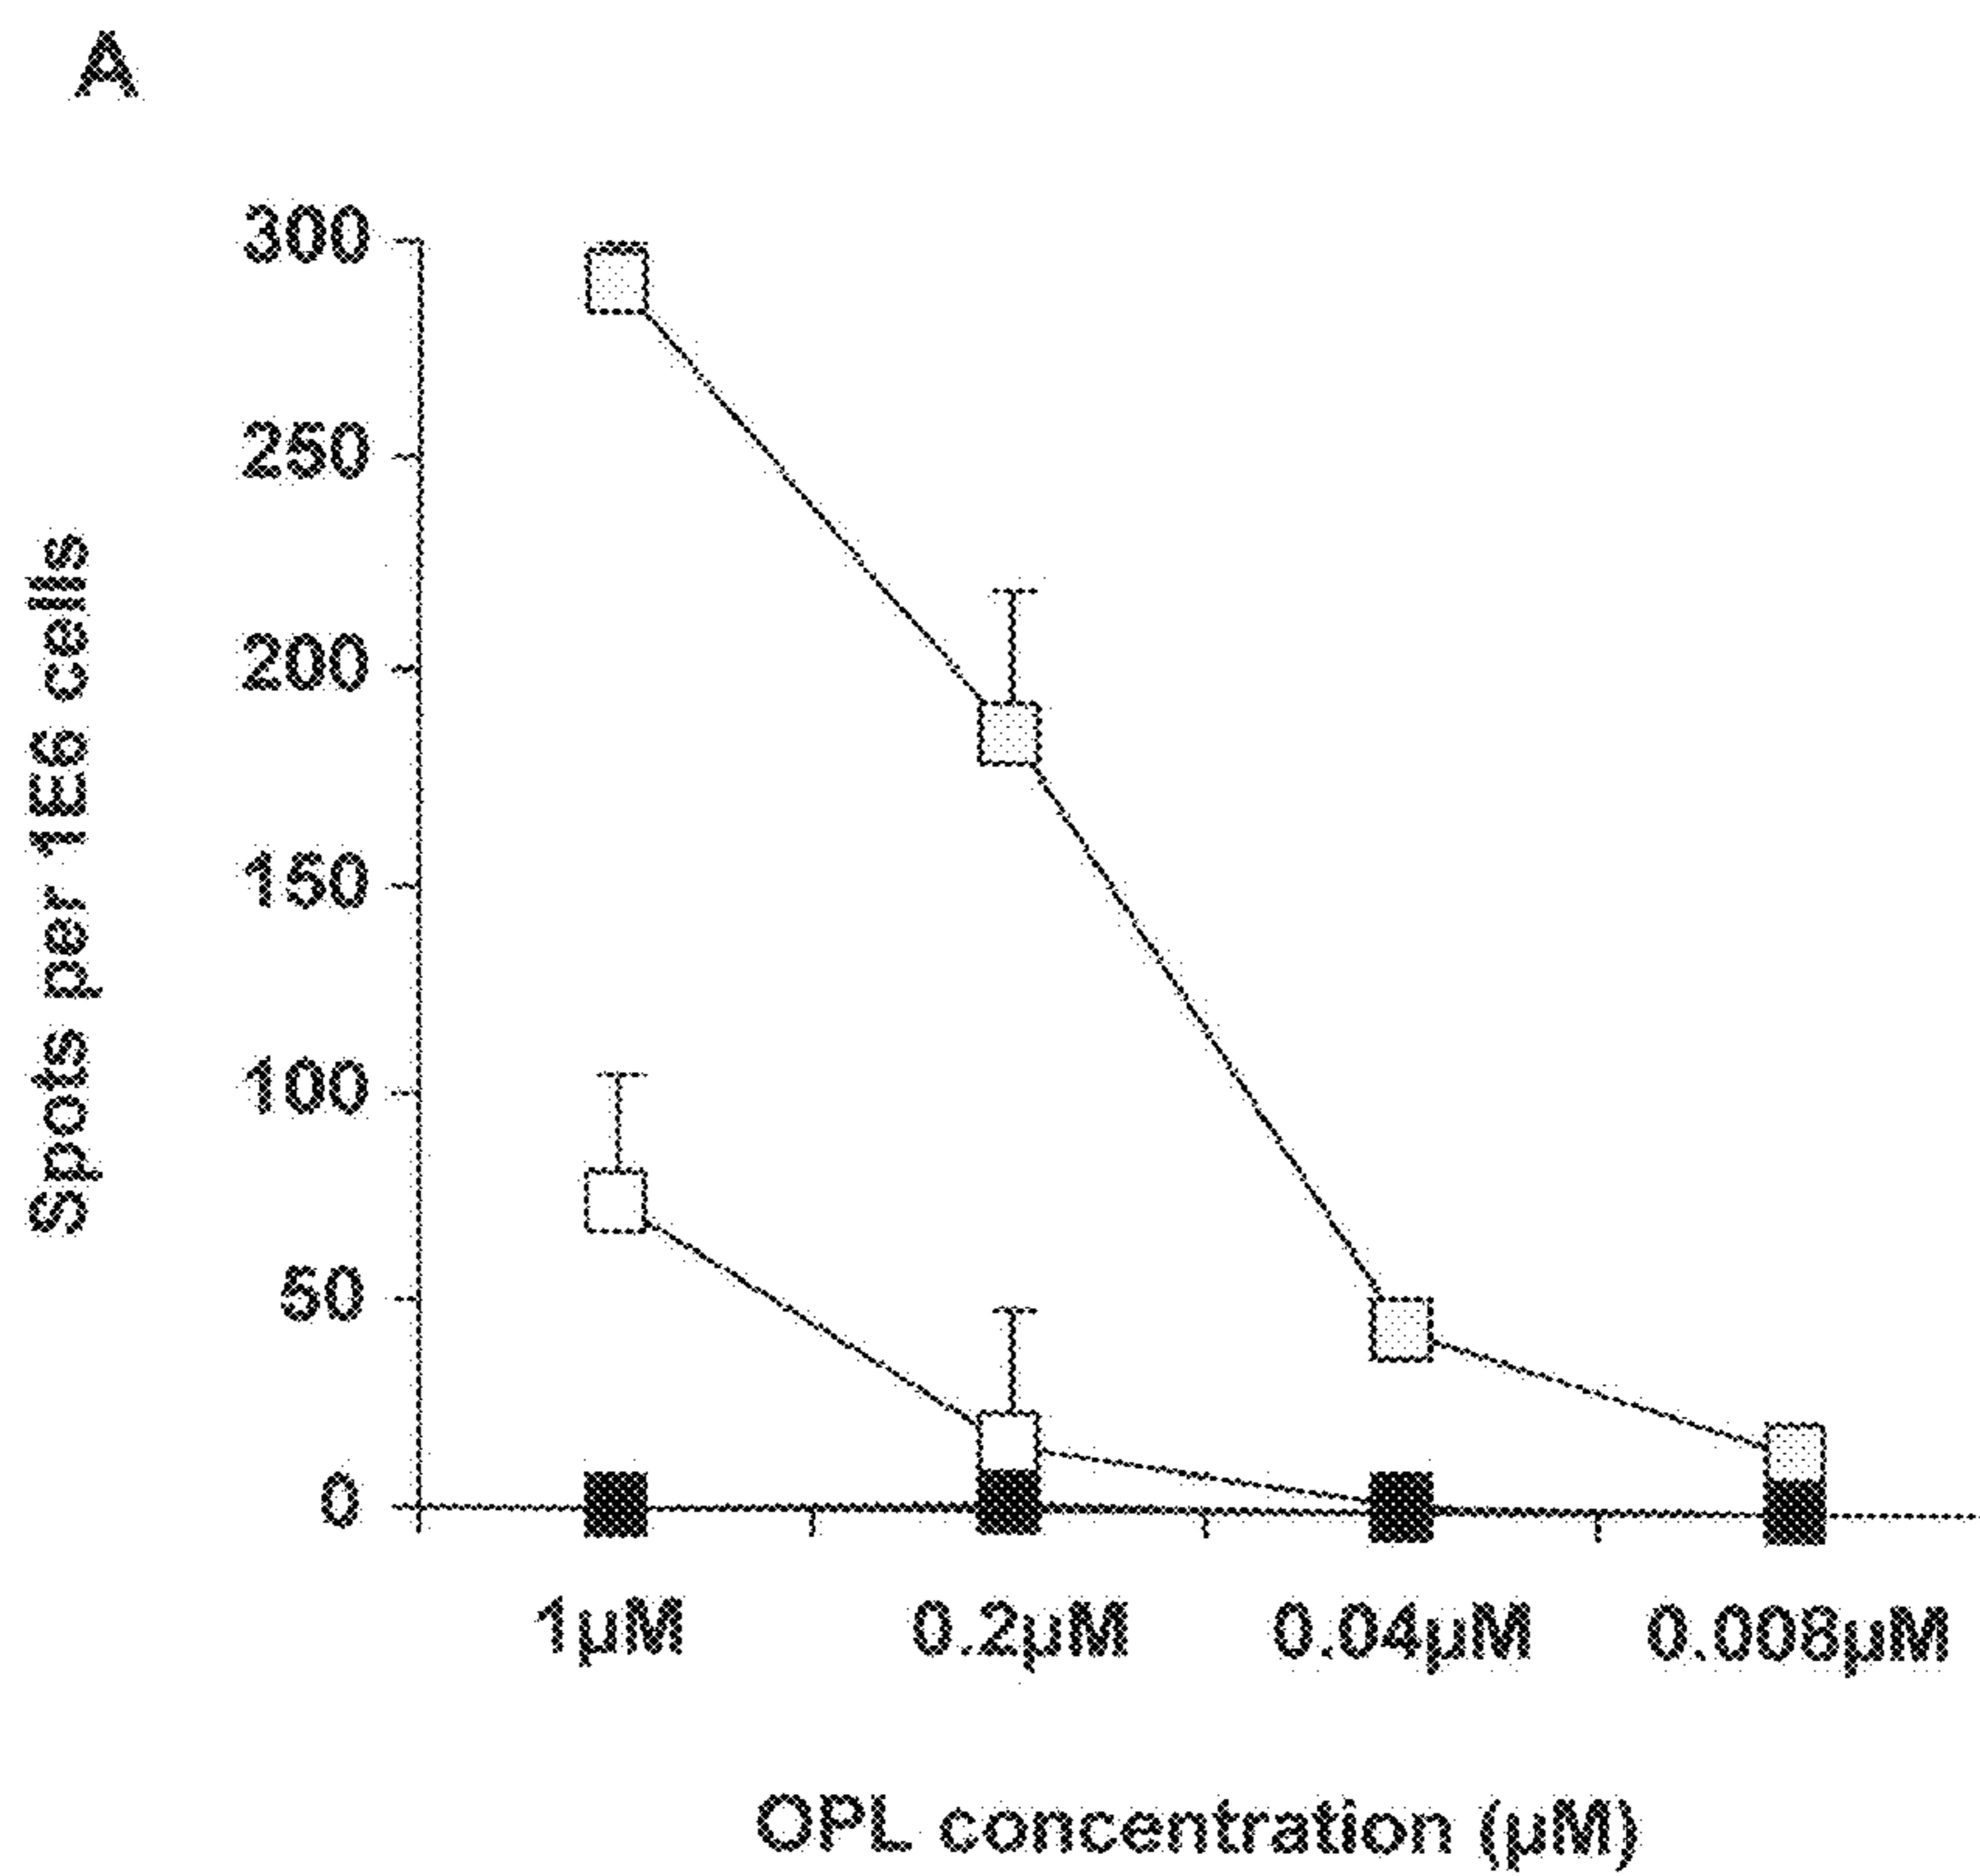 A
300
250
200
150
100
50
0
Spots per 1E6 cells
1µM 0.2µM 0.04µM 0.008µM
OPL concentration (µM)